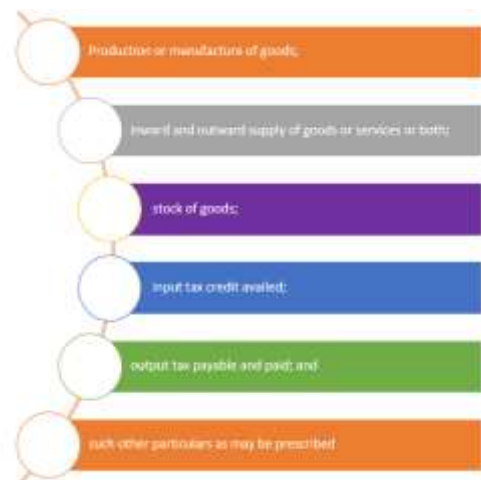 Production or manufacture of goods;
inward and outward supply of goods or services or both;
stock of goods;
input tax credit availed;
output tax payable and paid; and
such other particulars as may be prescribed